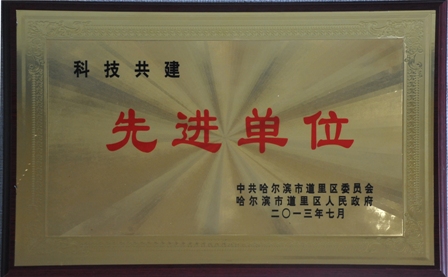 科技共建
先进单位
中共哈尔滨市道里区委员会
哈尔滨市道里区人民政府
二〇一三年七月